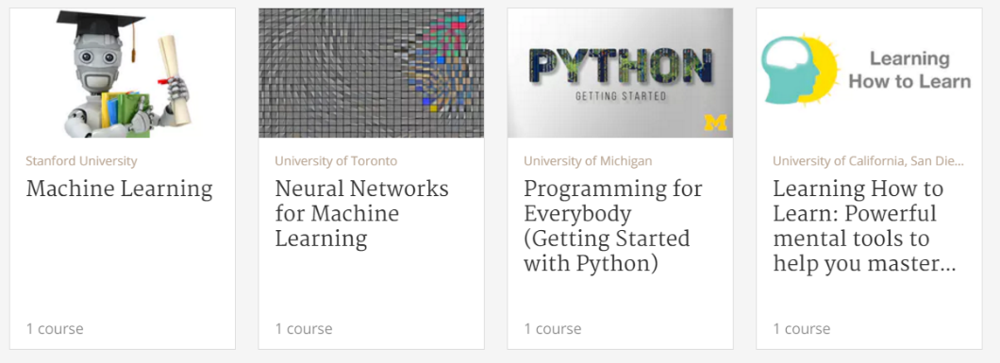 PYTHON
GETTING STARTED
M
Learning
How to Learn
Stanford University
Machine Learning
1 course
University of Toronto
Neural Networks
for Machine
Learning
1 course
University of Michigan
Programming for
Everybody
(Getting Started
with Python)
1 course
University of California, San Die...
Learning How to
Learn: Powerful
mental tools to
help you master...
1 course